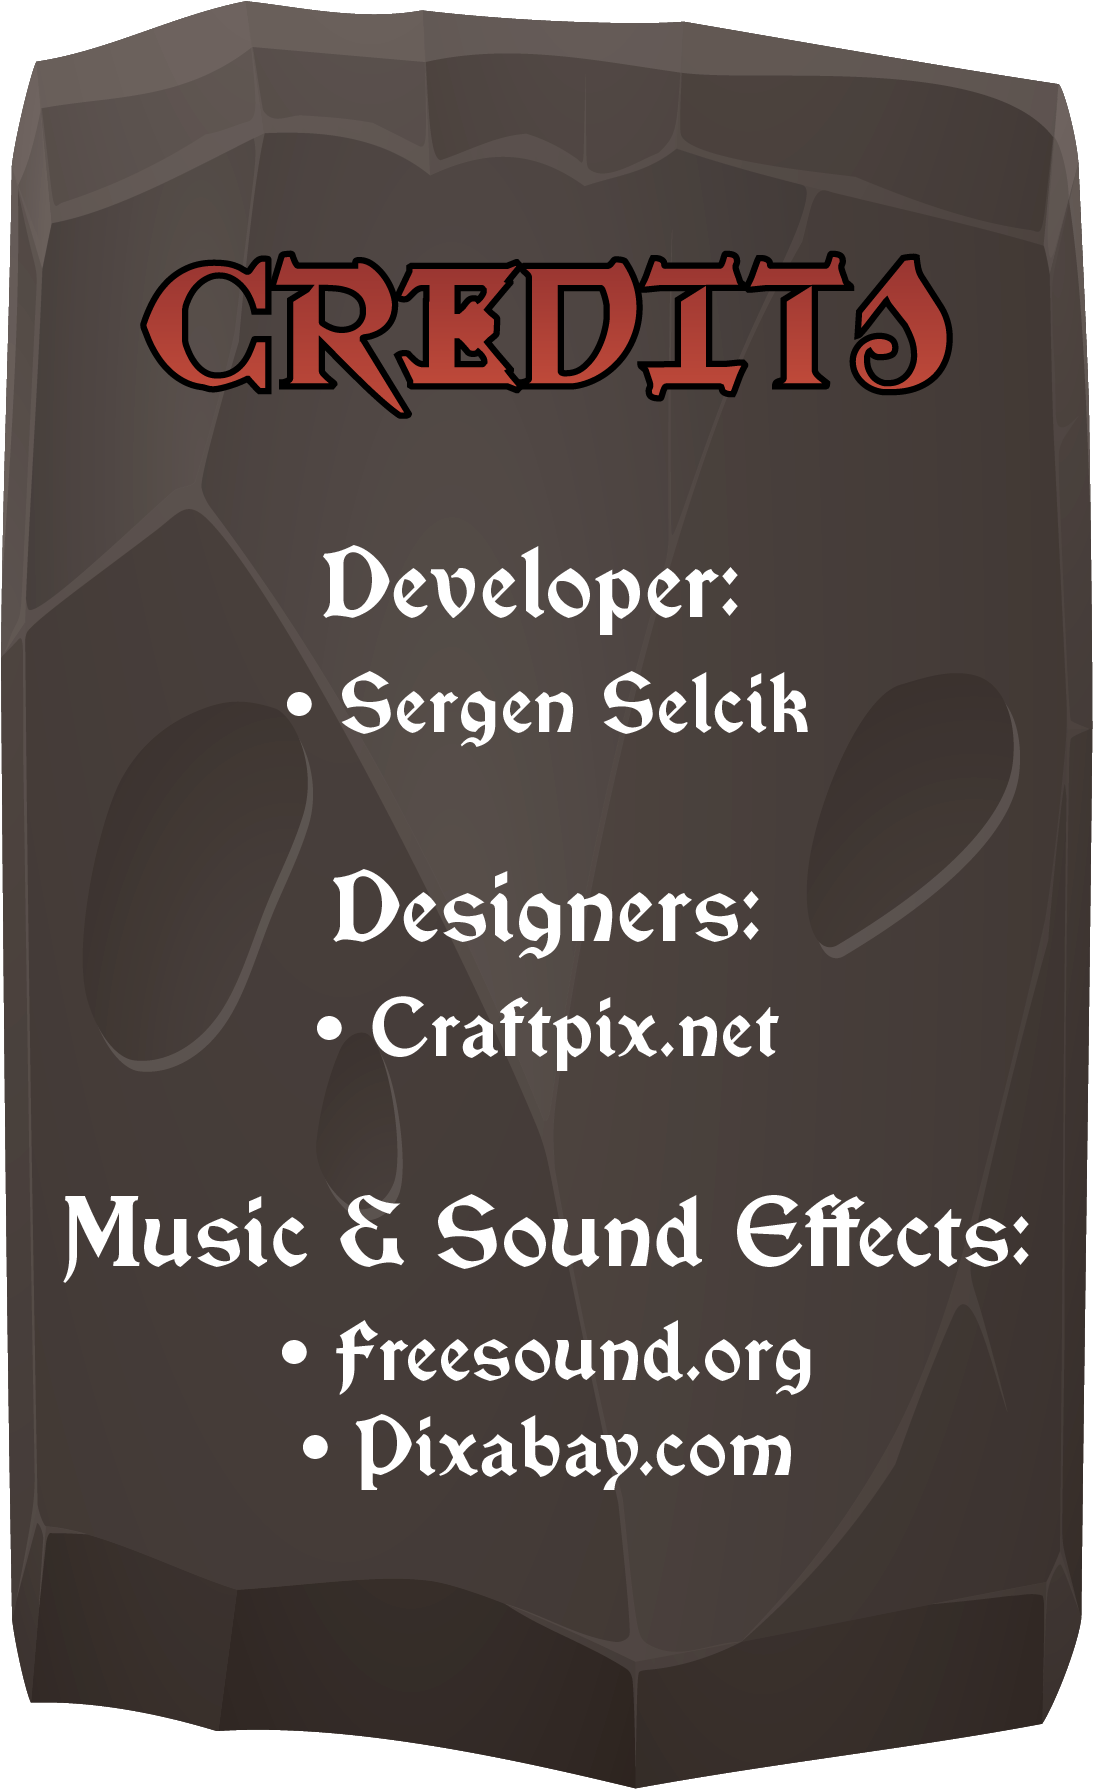 CREDITS
Developer:
• Sergen Selcik
Designers:
• Craftpix.net
Music & Sound Effects:
• Freesound.org
• Pixabay.com